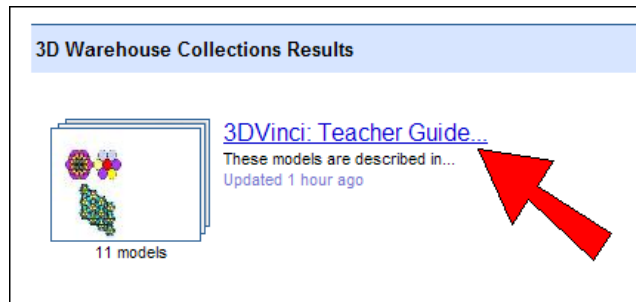 3D Warehouse Collections Results
3DVinci: Teacher Guide...
These models are described in...
Updated 1 hour ago
11 models